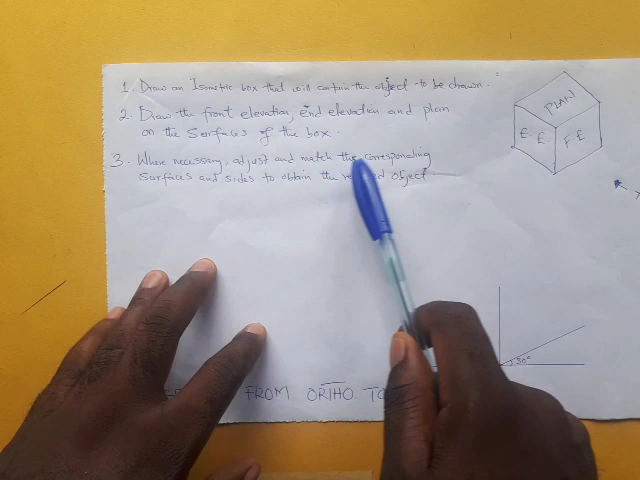 1. Draw an Isometric box that will contain the object to be drawn.
2. Draw the front elevation, end elevation and plan
on the surfaces of the box.
3. Where necessary, adjust and match the corresponding
surfaces and sides to obtain the object
PLAN
E. E. F. E
X
30°
FROM ORTHO. TO